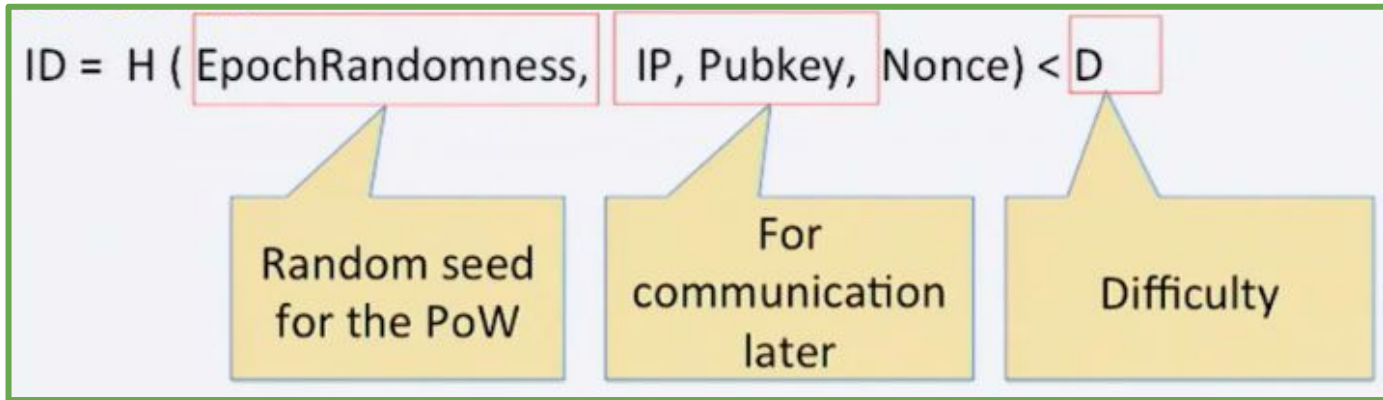 ID = H ( EpochRandomness, IP, Pubkey, Nonce) < D
Random seed
for the PoW
For
communication
later
Difficulty